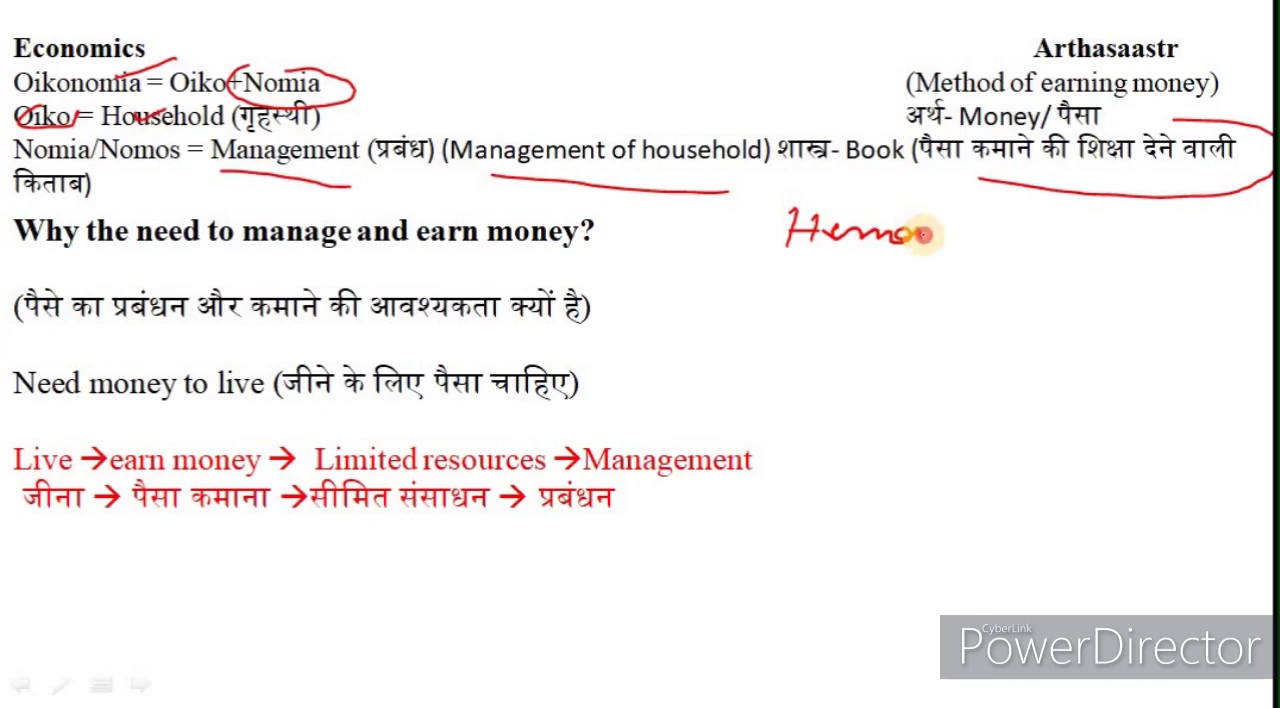 Economics
Arthasaastr
Oikonomia = Oiko+Nomia
(Method of earning money)
Oiko = Household (गृहस्थी)
अर्थ- Money/ पैसा
Nomia/Nomos = Management (प्रबंध) (Management of household) शास्त्र- Book (पैसा कमाने की शिक्षा देने वाली
किताब)
Why the need to manage and earn money?
(पैसे का प्रबंधन और कमाने की आवश्यकता क्यों है)
Need money to live (जीने के लिए पैसा चाहिए)
Live →earn money → Limited resources →Management
जीना → पैसा कमाना →सीमित संसाधन → प्रबंधन
CyberLink
PowerDirector